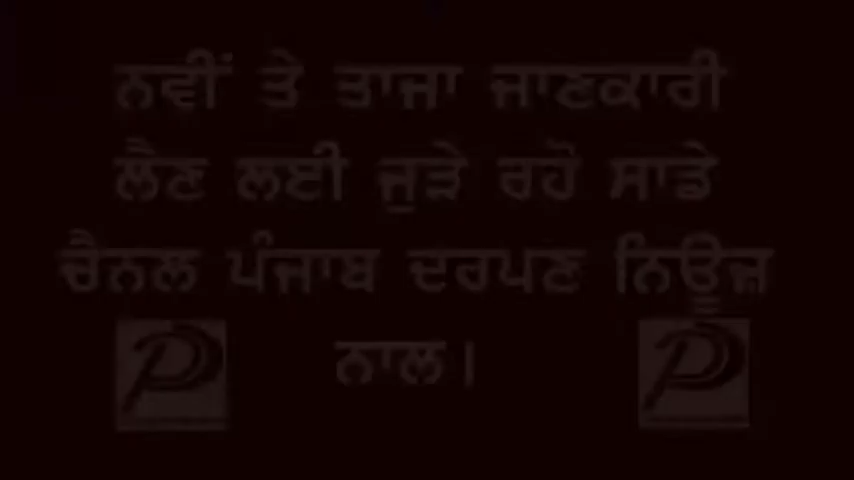 ਨਵੀਂ ਤੇ ਤਾਜਾ ਜਾਣਕਾਰੀ
ਲੈਣ ਲਈ ਜੁੜੇ ਰਹੋ ਸਾਡੇ
ਚੈਨਲ ਪੰਜਾਬ ਦਰਪਣ ਨਿਊਜ਼
ਨਾਲ।